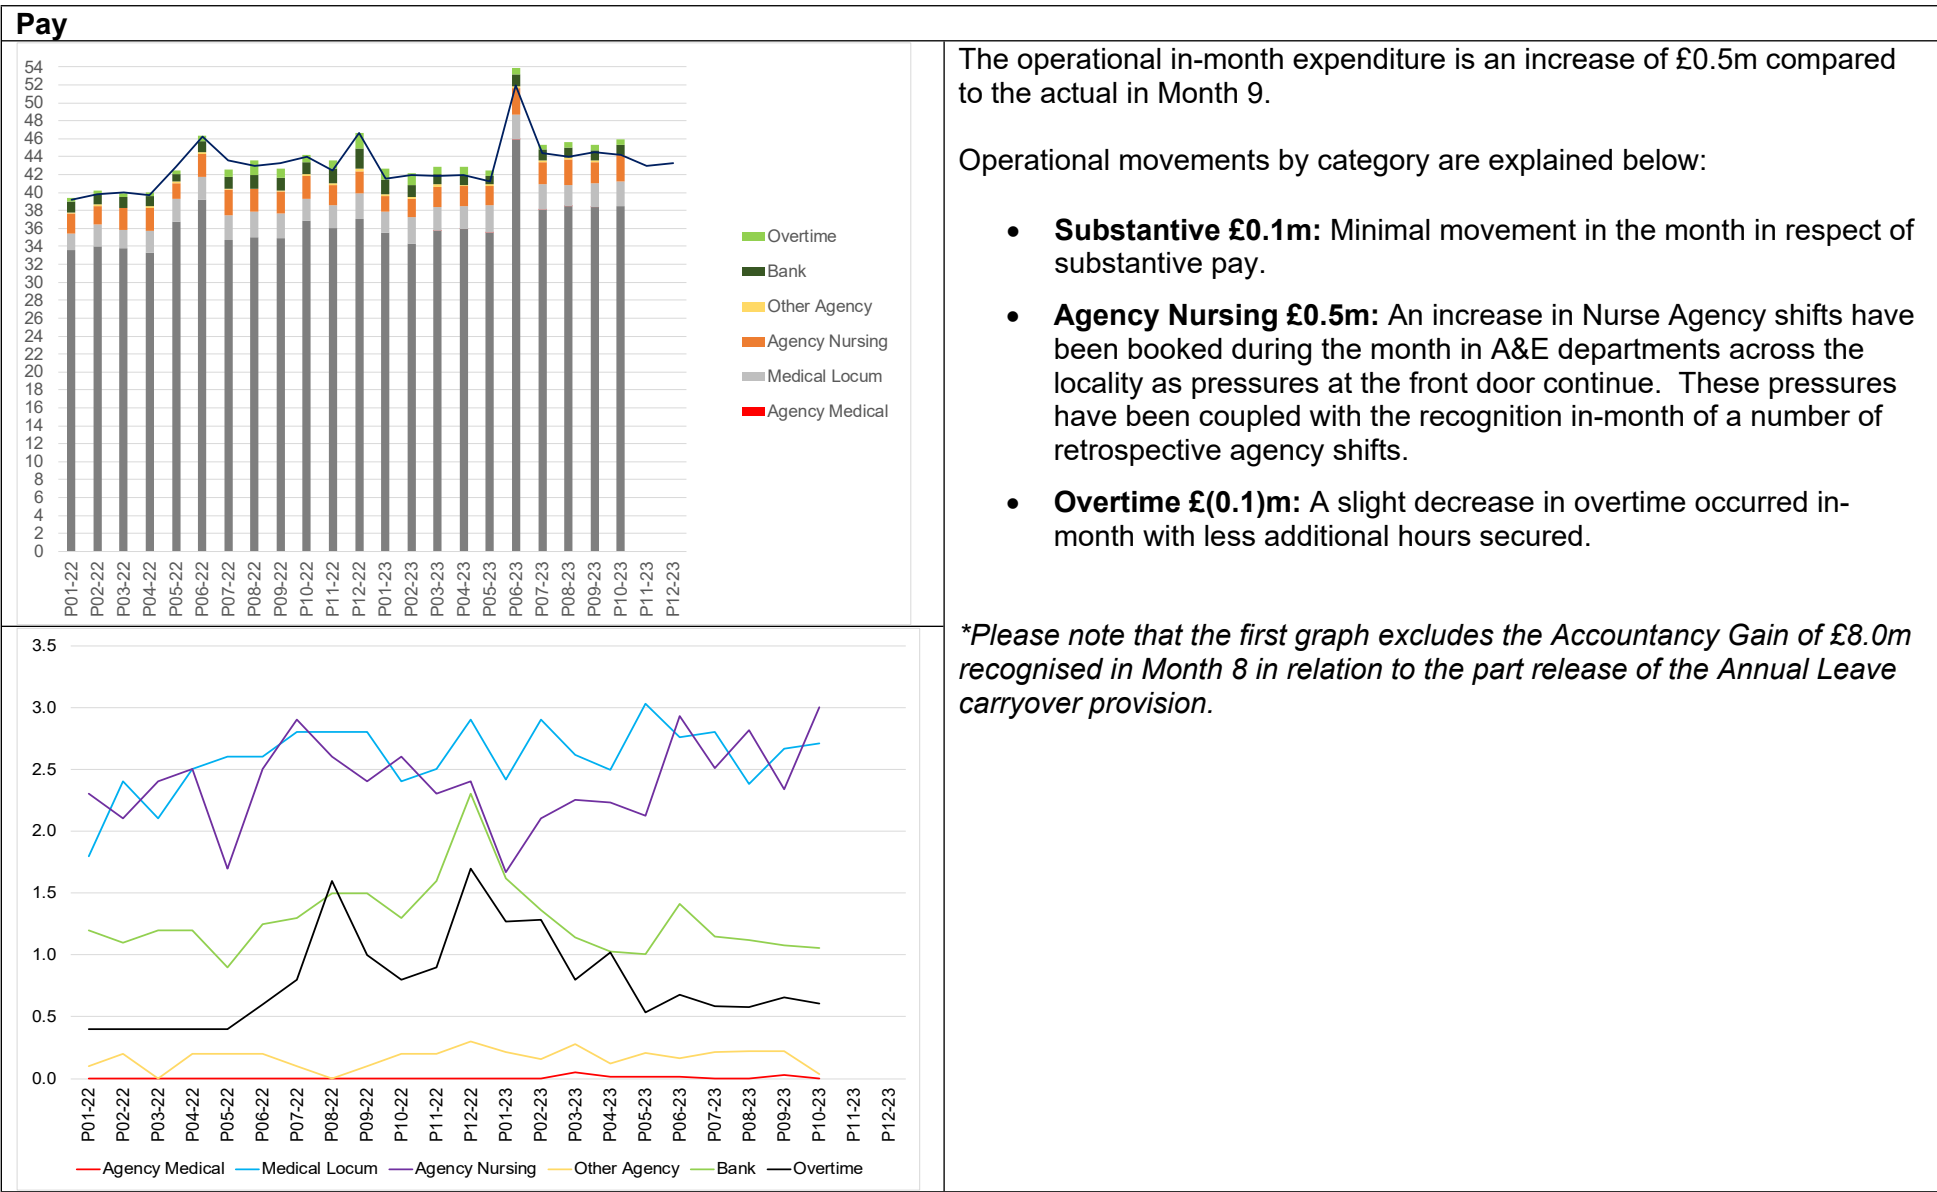 Pay
54
52
50
48
46
44
42
40
38
36
34
32
30
28
26
24
22
20
18
16
14
12
10
8
6
4
2
0
P01-22
P02-22
P03-22
P04-22
P05-22
P06-22
P07-22
P08-22
P09-22
P10-22
P11-22
P12-22
P01-23
P02-23
P03-23
P04-23
P05-23
P06-23
P07-23
P08-23
P09-23
P10-23
P11-23
P12-23
Overtime
Bank
Other Agency
Agency Nursing
Medical Locum
Agency Medical
3.5
3.0
2.5
2.0
1.5
1.0
0.5
0.0
P01-22
P02-22
P03-22
P04-22
P05-22
P06-22
P07-22
P08-22
P09-22
P10-22
P11-22
P12-22
P01-23
P02-23
P03-23
P04-23
P05-23
P06-23
P07-23
P08-23
P09-23
P10-23
P11-23
P12-23
Agency Medical Medical Locum Agency Nursing Other Agency Bank Overtime
The operational in-month expenditure is an increase of £0.5m compared
to the actual in Month 9.
Operational movements by category are explained below:
• Substantive £0.1m: Minimal movement in the month in respect of
substantive pay.
• Agency Nursing £0.5m: An increase in Nurse Agency shifts have
been booked during the month in A&E departments across the
locality as pressures at the front door continue. These pressures
have been coupled with the recognition in-month of a number of
retrospective agency shifts.
• Overtime £(0.1)m: A slight decrease in overtime occurred in-
month with less additional hours secured.
*Please note that the first graph excludes the Accountancy Gain of £8.0m
recognised in Month 8 in relation to the part release of the Annual Leave
carryover provision.